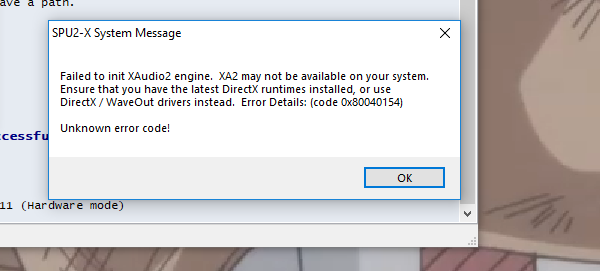 ave a path.
SPU2-X System Message
Failed to init XAudio2 engine.  XA2 may not be available on your system.
Ensure that you have the latest DirectX runtimes installed, or use
DirectX / WaveOut drivers instead.  Error Details: (code 0x80040154)
Unknown error code!
ccessfu
OK
11 (Hardware mode)